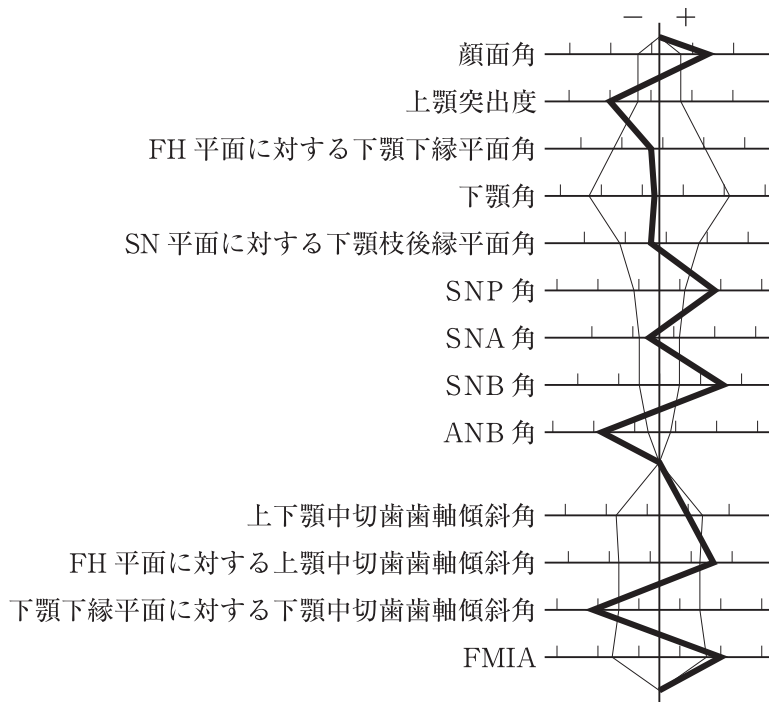 − +
顔面角
上顎突出度
FH 平面に対する下顎下縁平面角
下顎角
SN 平面に対する下顎枝後縁平面角
SNP 角
SNA 角
SNB 角
ANB 角
上下顎中切歯歯軸傾斜角
FH 平面に対する上顎中切歯歯軸傾斜角
下顎下縁平面に対する下顎中切歯歯軸傾斜角
FMIA